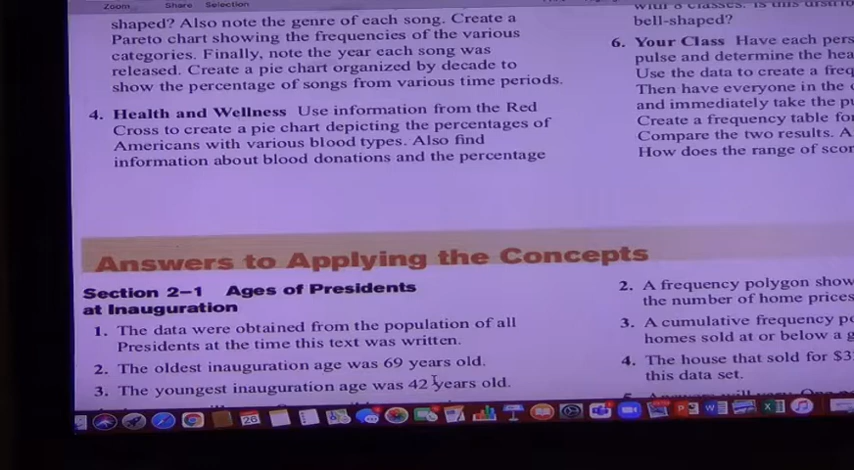 Zoom Share Selection
shaped? Also note the genre of each song. Create a
Pareto chart showing the frequencies of the various
categories. Finally, note the year each song was
released. Create a pie chart organized by decade to
show the percentage of songs from various time periods.
4. Health and Wellness Use information from the Red
Cross to create a pie chart depicting the percentages of
Americans with various blood types. Also find
information about blood donations and the percentage
with 8 classes. Is this
bell-shaped?
6. Your Class Have each pers
pulse and determine the hea
Use the data to create a freq
Then have everyone in the
and immediately take the pu
Create a frequency table for
Compare the two results. A
How does the range of scor
Answers to Applying the Concepts
Section 2–1 Ages of Presidents
at Inauguration
1. The data were obtained from the population of all
Presidents at the time this text was written.
2. The oldest inauguration age was 69 years old.
3. The youngest inauguration age was 42 years old.
2. A frequency polygon show
the number of home prices
3. A cumulative frequency po
homes sold at or below a g
4. The house that sold for $3
this data set.
26